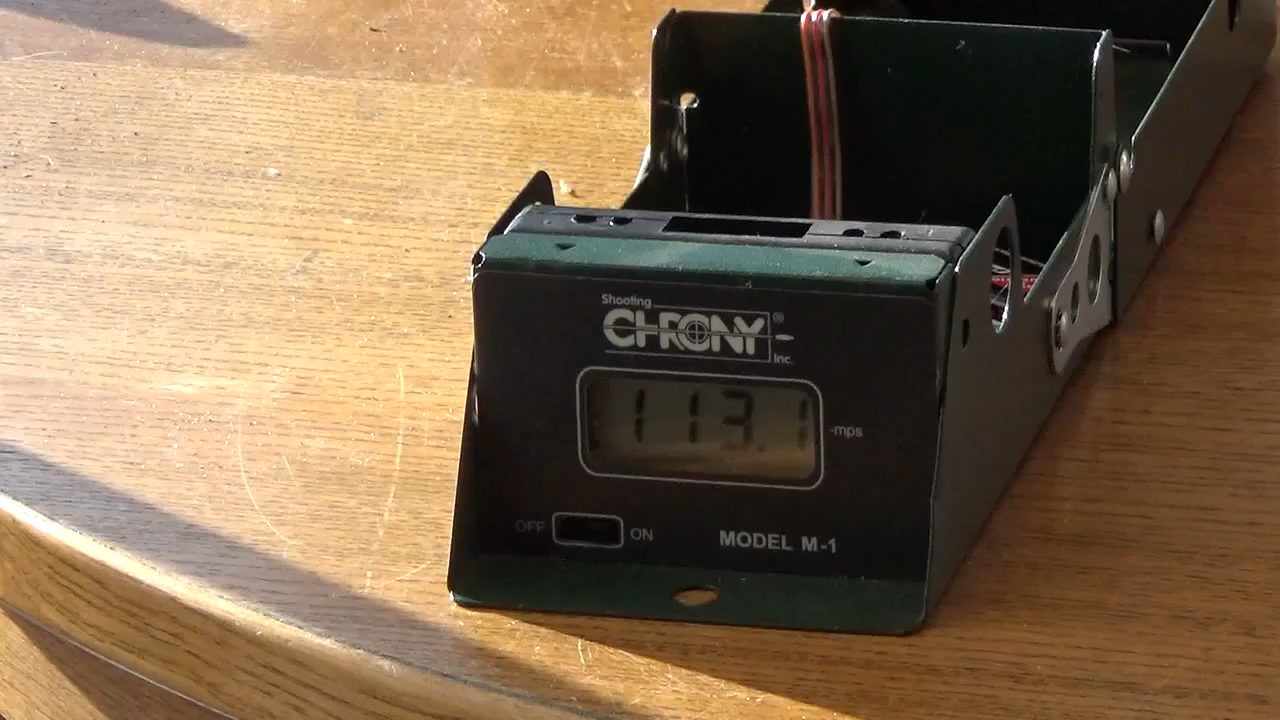 Shooting
CHRONY®
Inc.
113.1
-mps
OFF ON
MODEL M-1